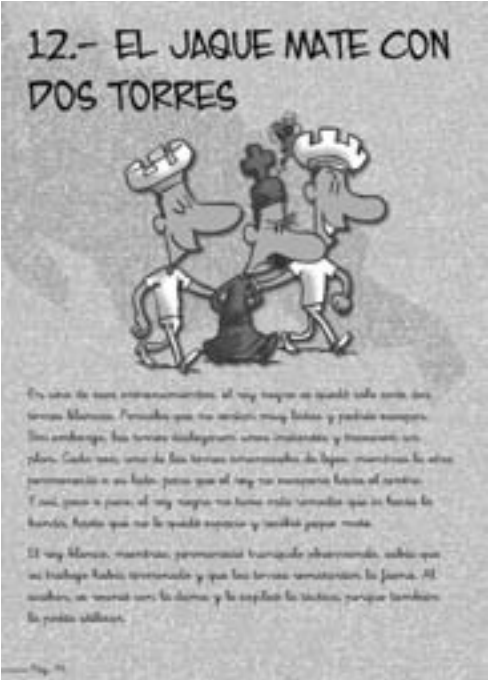 12.- EL JAQUE MATE CON
DOS TORRES
En uno de esos entrenamientos, el rey negro se quedó solo ante dos
torres blancas. Pensaba que no serían muy listas y podría escapar.
Sin embargo, las torres dialogaron unos instantes y trazaron un
plan. Cada vez, una de las torres amenazaba de lejos, mientras la otra
permanecía a su lado, para que el rey no escapara hacia el centro.
Y así, poco a poco, el rey negro no tuvo más remedio que ir hacia la
banda, hasta que no le quedó espacio y recibió jaque mate.
El rey blanco, mientras, permaneció tranquilo observando, sabía que
su trabajo había terminado y que las torres rematarían la faena. Al
acabar, se reunió con la dama y le explicó la táctica, porque también
la podía utilizar.
Pág.